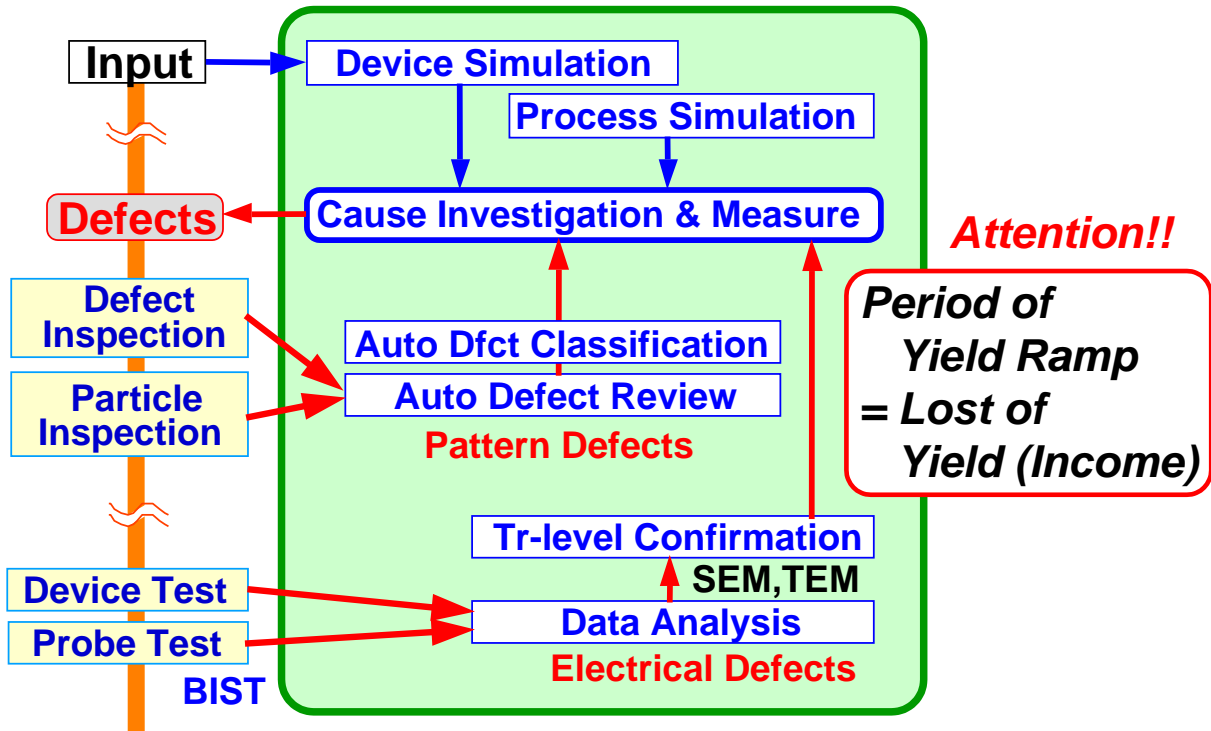 Input
Device Simulation
Process Simulation
Defects
Cause Investigation & Measure
Attention!!
Defect
Inspection
Period of
Yield Ramp
= Lost of
Yield (Income)
Auto Dfct Classification
Auto Defect Review
Particle
Inspection
Pattern Defects
Tr-level Confirmation
SEM,TEM
Device Test
Data Analysis
Probe Test
Electrical Defects
BIST